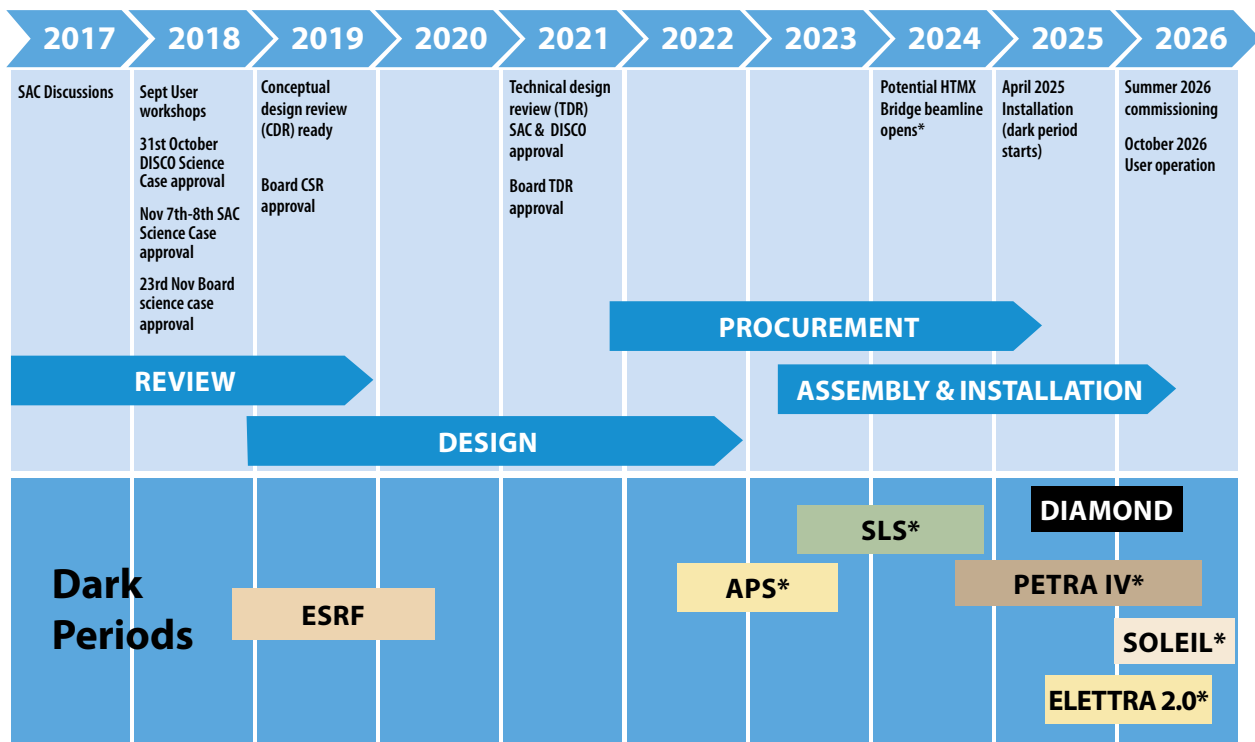 2017
2018
2019
2020
2021
2022
2023
2024
2025
2026
SAC Discussions
Sept User
workshops
31st October
DISCO Science
Case approval
Nov 7th-8th SAC
Science Case
approval
23rd Nov Board
science case
approval
Conceptual
design review
(CDR) ready
Board CSR
approval
Technical design
review (TDR)
SAC & DISCO
approval
Board TDR
approval
Potential HTMX
Bridge beamline
opens*
April 2025
Installation
(dark period
starts)
Summer 2026
commissioning
October 2026
User operation
PROCUREMENT
REVIEW
ASSEMBLY & INSTALLATION
DESIGN
Dark
Periods
DIAMOND
SLS*
APS*
PETRA IV*
ESRF
SOLEIL*
ELETTRA 2.0*